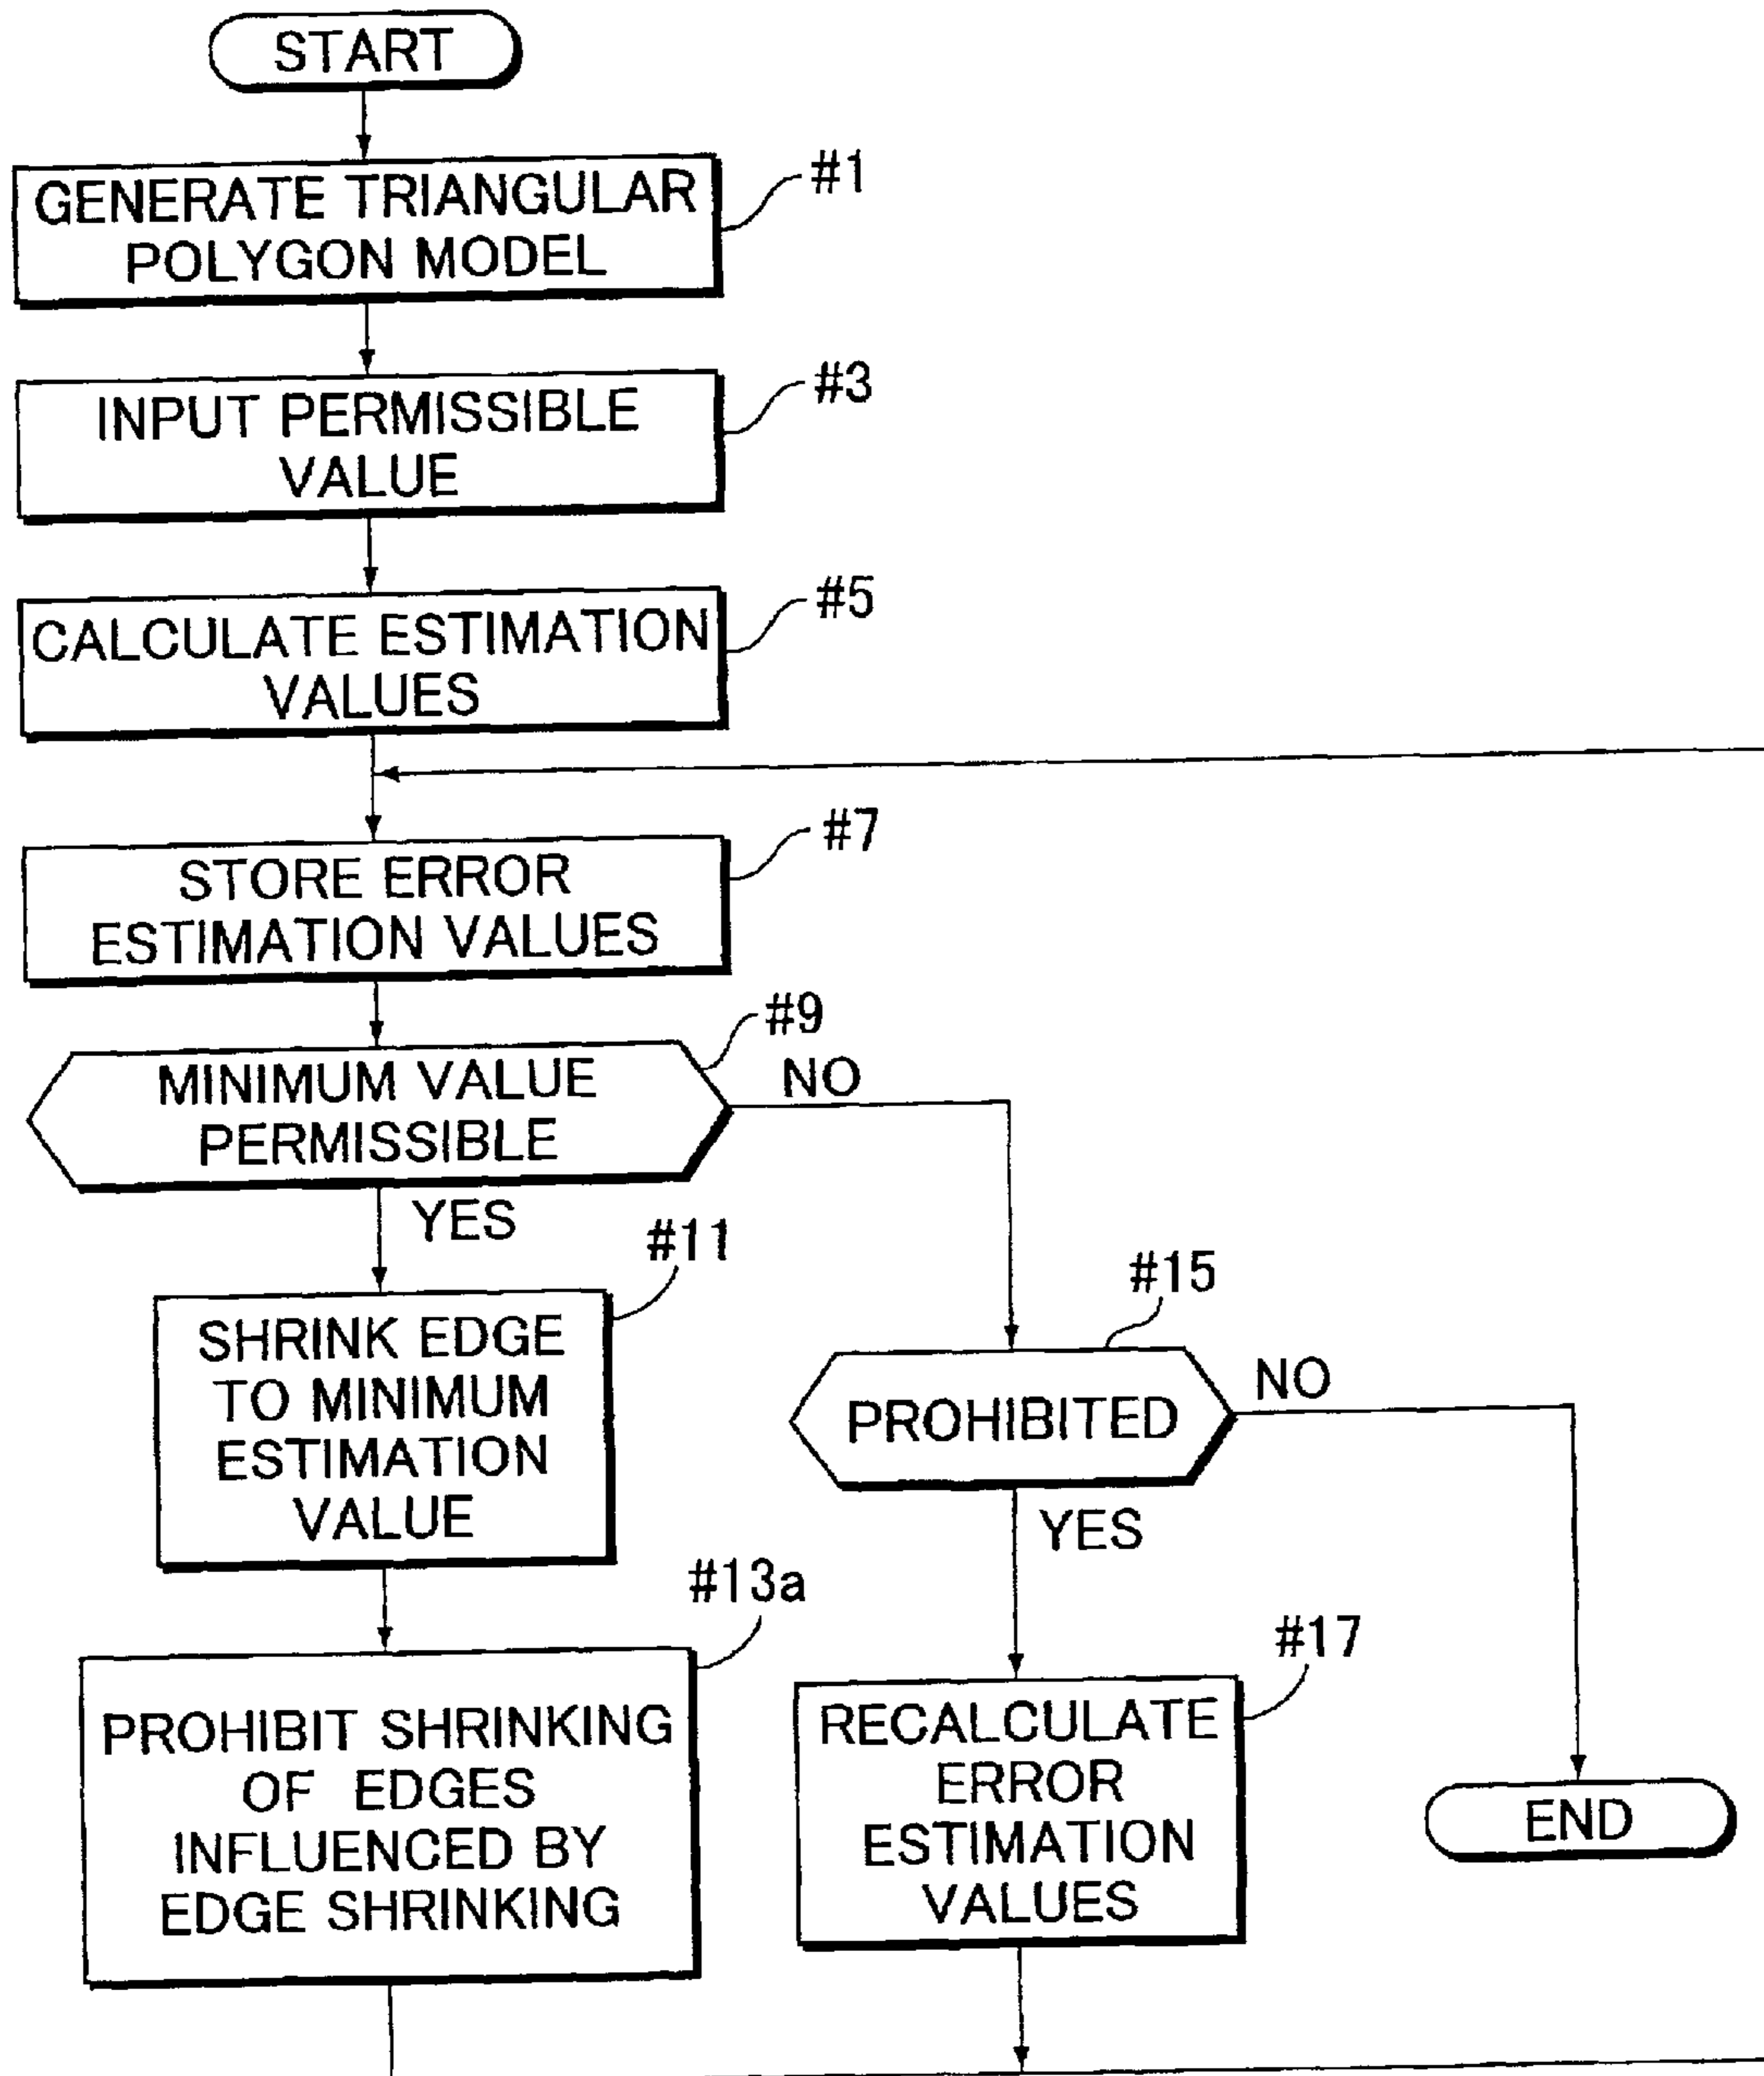 START
GENERATE TRIANGULAR
POLYGON MODEL
#1
INPUT PERMISSIBLE
VALUE
#3
CALCULATE ESTIMATION
VALUES
#5
STORE ERROR
ESTIMATION VALUES
#7
MINIMUM VALUE
PERMISSIBLE
#9
NO
YES
SHRINK EDGE
TO MINIMUM
ESTIMATION
VALUE
#11
PROHIBITED
#15
NO
YES
PROHIBIT SHRINKING
OF EDGES
INFLUENCED BY
EDGE SHRINKING
#13a
RECALCULATE
ERROR
ESTIMATION
VALUES
#17
END